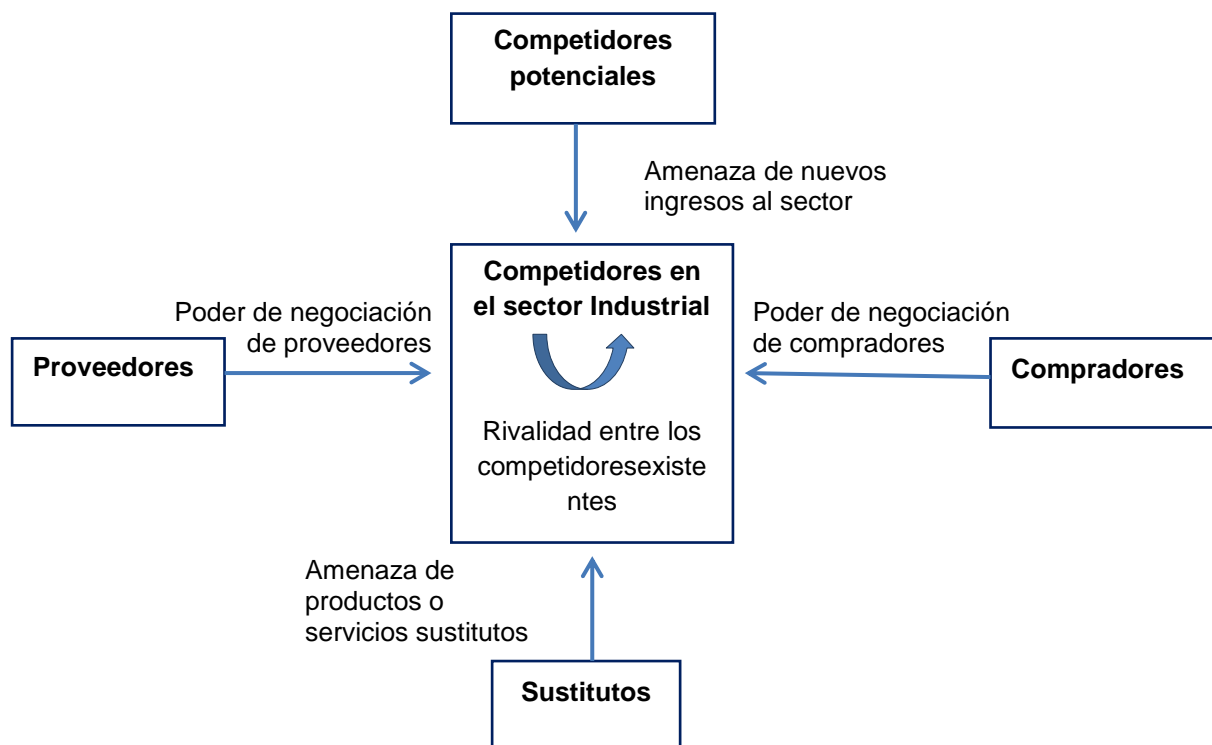 Competidores
potenciales
Amenaza de nuevos
ingresos al sector
Competidores en
el sector Industrial
Poder de negociación
de proveedores
Poder de negociación
de compradores
Proveedores
Compradores
Rivalidad entre los
competidoresexiste
ntes
Amenaza de
productos o
servicios sustitutos
Sustitutos